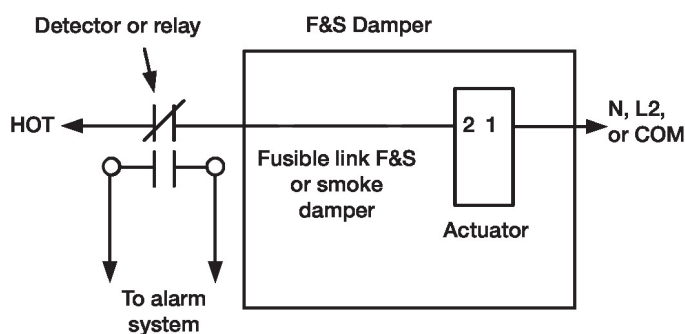 Detector or relay
F&S Damper
HOT
2 1
N, L2,
or COM
Fusible link F&S
or smoke
damper
Actuator
To alarm
system